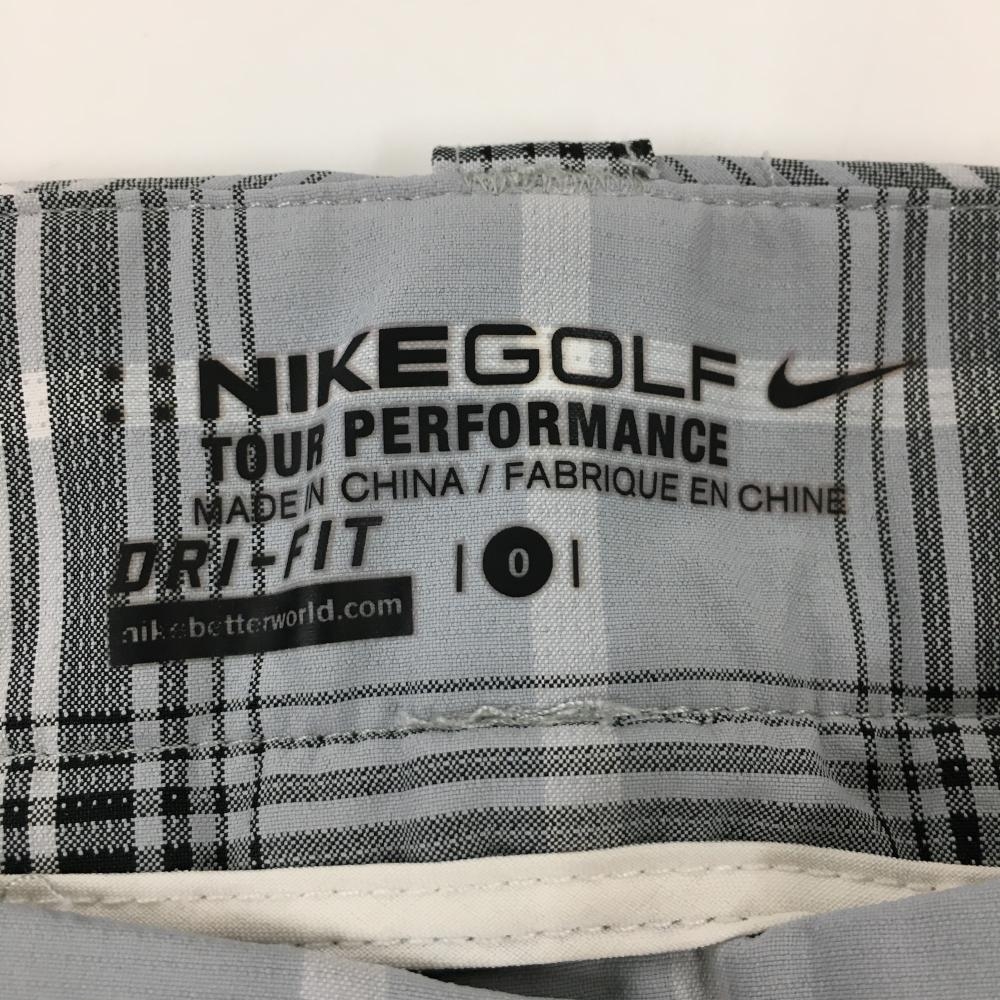 NIKEGOLF
TOUR PERFORMANCE
MADE IN CHINA / FABRIQUE EN CHINE
DRI-FIT
| 0 |
nikebetterworld.com